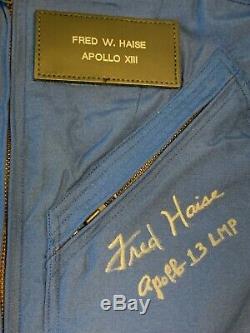 FRED W. HAISE
APOLLO XIII
Fred Haise
Apollo-13 LMP